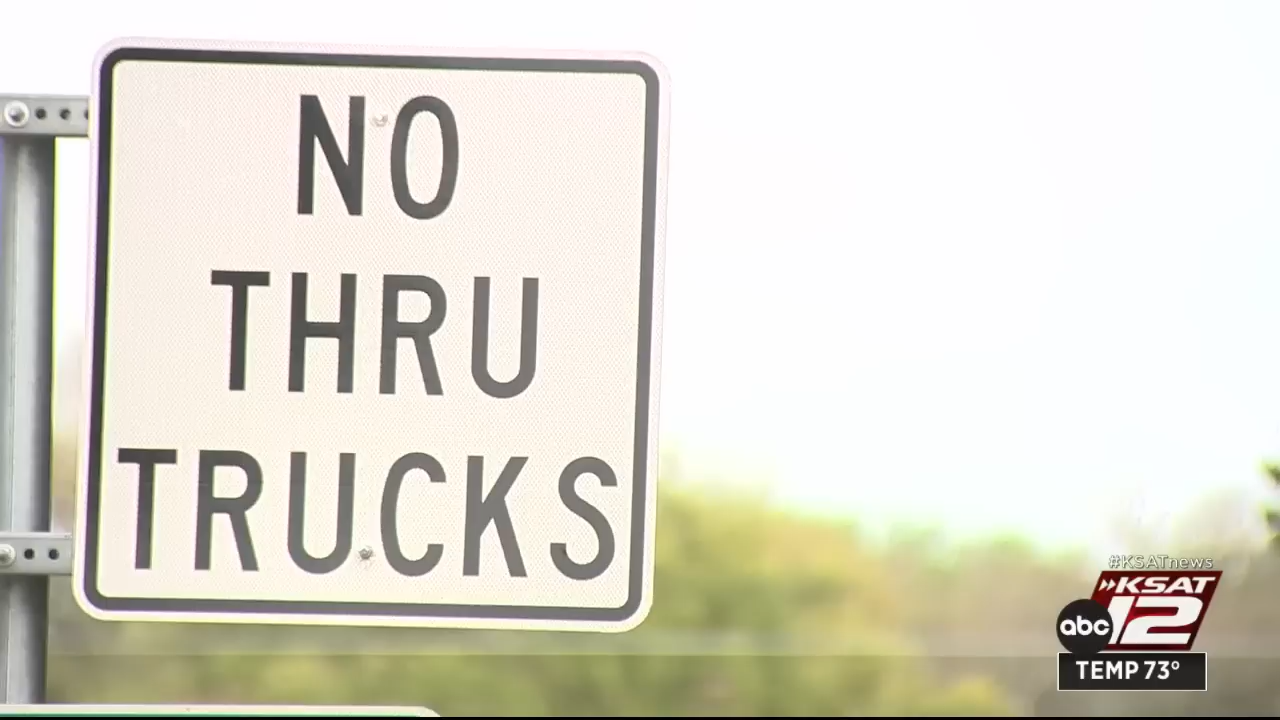 NO
THRU
TRUCKS
#KSATnews
KSAT
abc 12
TEMP 73°